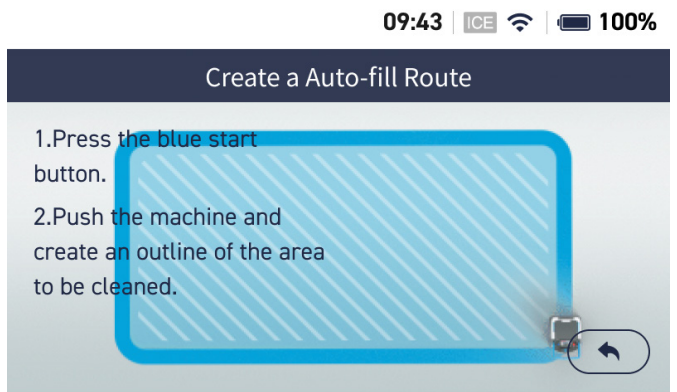 09:43 ICE 100%
Create a Auto-fill Route
1.Press the blue start
button.
2.Push the machine and
create an outline of the area
to be cleaned.